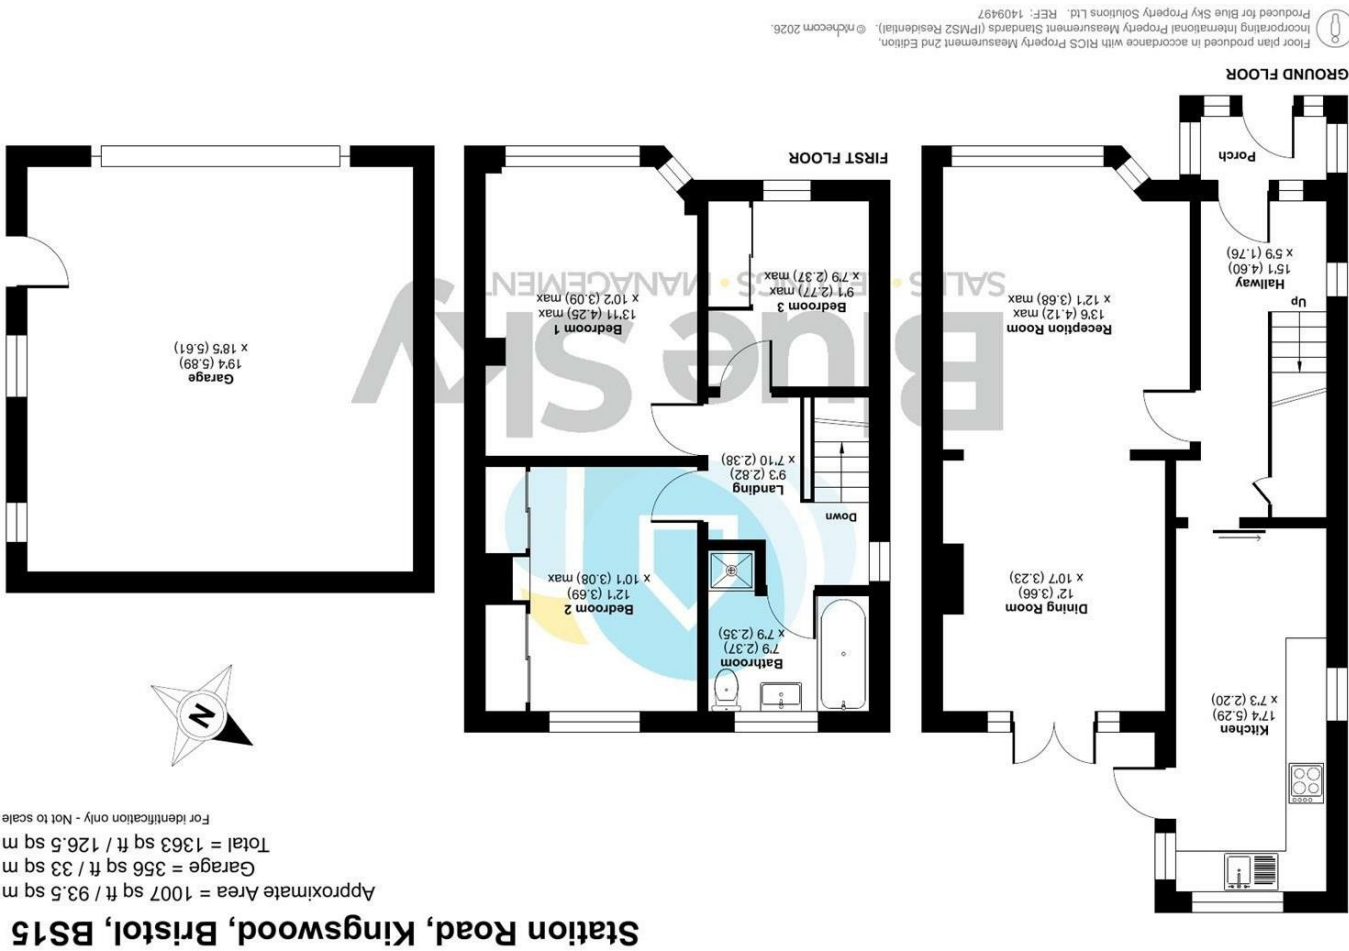 Station Road, Kingswood, Bristol, BS15
Approximate Area = 1007 sq ft / 93.5 sq m
Garage = 356 sq ft / 33 sq m
Total = 1363 sq ft / 126.5 sq m
For identification only - Not to scale
N
Kitchen
17'4 (5.29)
x 7'3 (2.20)
Dining Room
12' (3.66)
x 10'7 (3.23)
Reception Room
13'6 (4.12) max
x 12'1 (3.68) max
Up
Hallway
15'1 (4.60)
x 5'9 (1.76)
Porch
GROUND FLOOR
Bathroom
7'9 (2.37)
x 7'9 (2.35)
Bedroom 2
12'1 (3.69)
x 10'1 (3.08) max
Down
Landing
9'3 (2.82)
x 7'10 (2.38)
Bedroom 3
9'1 (2.77) max
x 7'9 (2.37) max
Bedroom 1
13'11 (4.25) max
x 10'2 (3.09) max
FIRST FLOOR
Garage
19'4 (5.89)
x 18'5 (5.61)
Blue Sky
SALES • LETTINGS • MANAGEMENT
Floor plan produced in accordance with RICS Property Measurement 2nd Edition,
Incorporating International Property Measurement Standards (IPMS2 Residential). © nichecom 2026.
Produced for Blue Sky Property Solutions Ltd. REF: 1409497